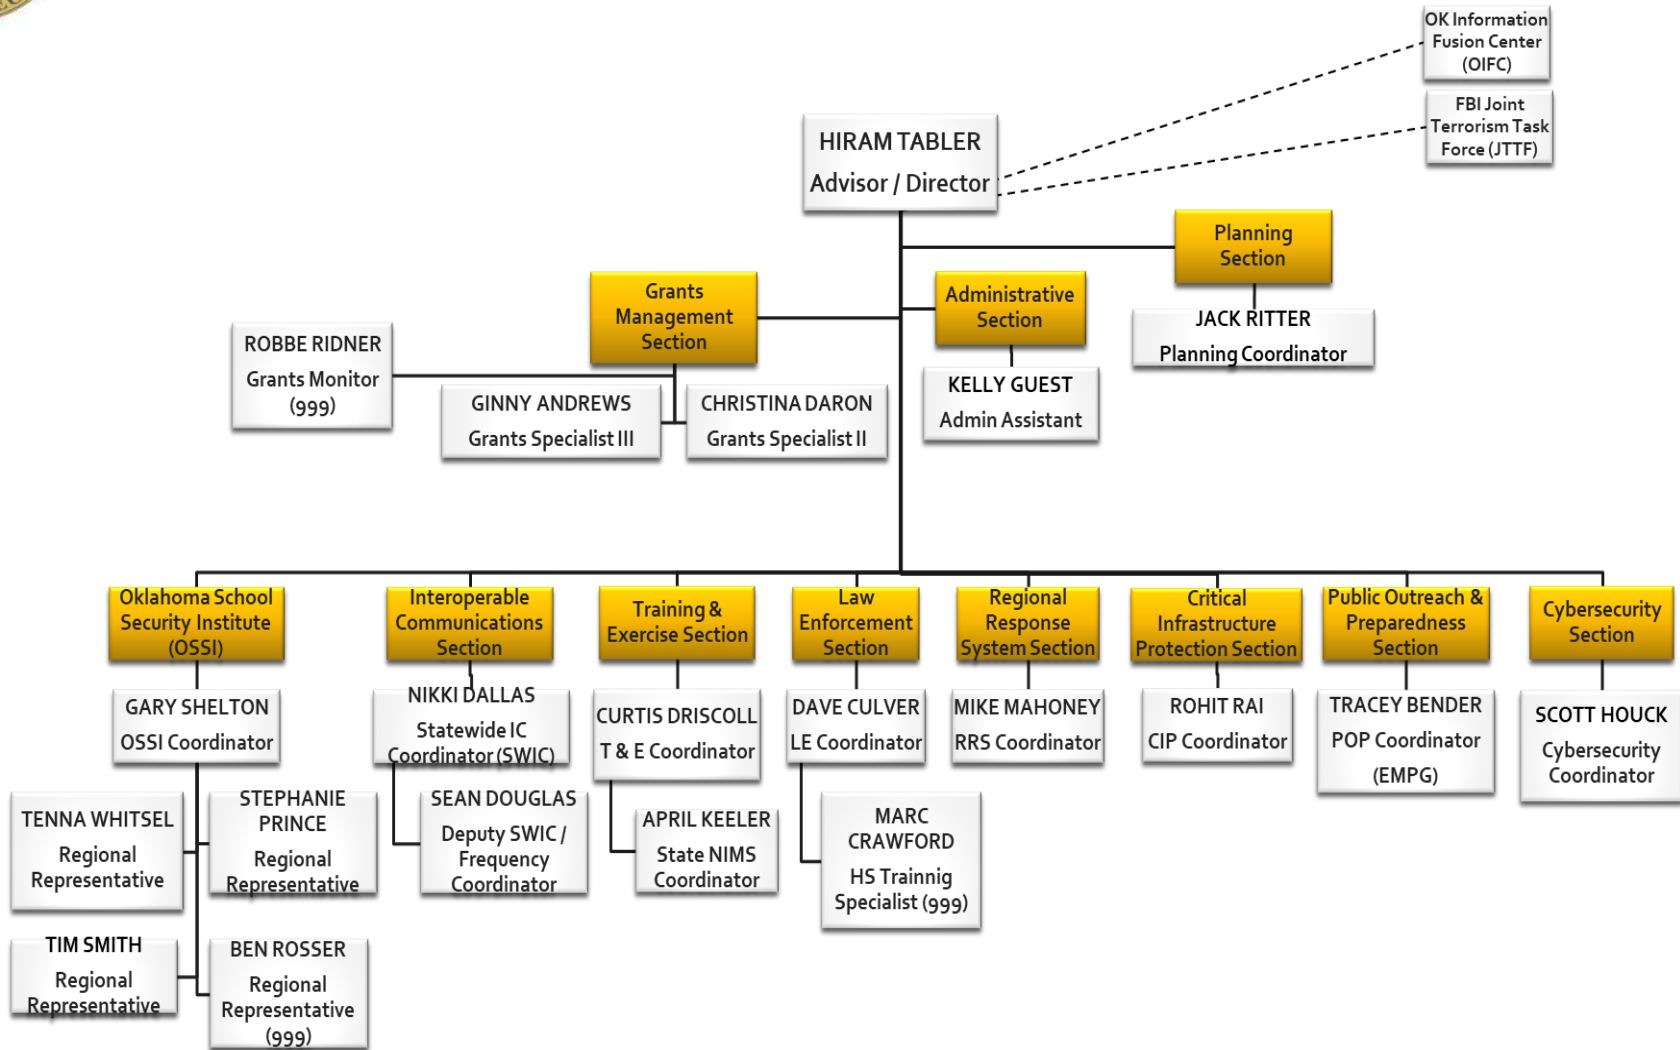 OK Information
Fusion Center
(OIFC)
FBI Joint
Terrorism Task
Force (JTTF)
HIRAM TABLER
Advisor / Director
Planning
Section
JACK RITTER
Planning Coordinator
Administrative
Section
KELLY GUEST
Admin Assistant
Grants
Management
Section
ROBBE RIDNER
Grants Monitor
(999)
GINNY ANDREWS
Grants Specialist III
CHRISTINA DARON
Grants Specialist II
Oklahoma School
Security Institute
(OSSI)
GARY SHELTON
OSSI Coordinator
TENNA WHITSEL
Regional
Representative
STEPHANIE
PRINCE
Regional
Representative
TIM SMITH
Regional
Representative
BEN ROSSER
Regional
Representative
(999)
Interoperable
Communications
Section
NIKKI DALLAS
Statewide IC
Coordinator (SWIC)
SEAN DOUGLAS
Deputy SWIC /
Frequency
Coordinator
Training &
Exercise Section
CURTIS DRISCOLL
T & E Coordinator
APRIL KEELER
State NIMS
Coordinator
Law
Enforcement
Section
DAVE CULVER
LE Coordinator
MARC
CRAWFORD
HS Trainnig
Specialist (999)
Regional
Response
System Section
MIKE MAHONEY
RRS Coordinator
Critical
Infrastructure
Protection Section
ROHIT RAI
CIP Coordinator
Public Outreach &
Preparedness
Section
TRACEY BENDER
POP Coordinator
(EMPG)
Cybersecurity
Section
SCOTT HOUCK
Cybersecurity
Coordinator